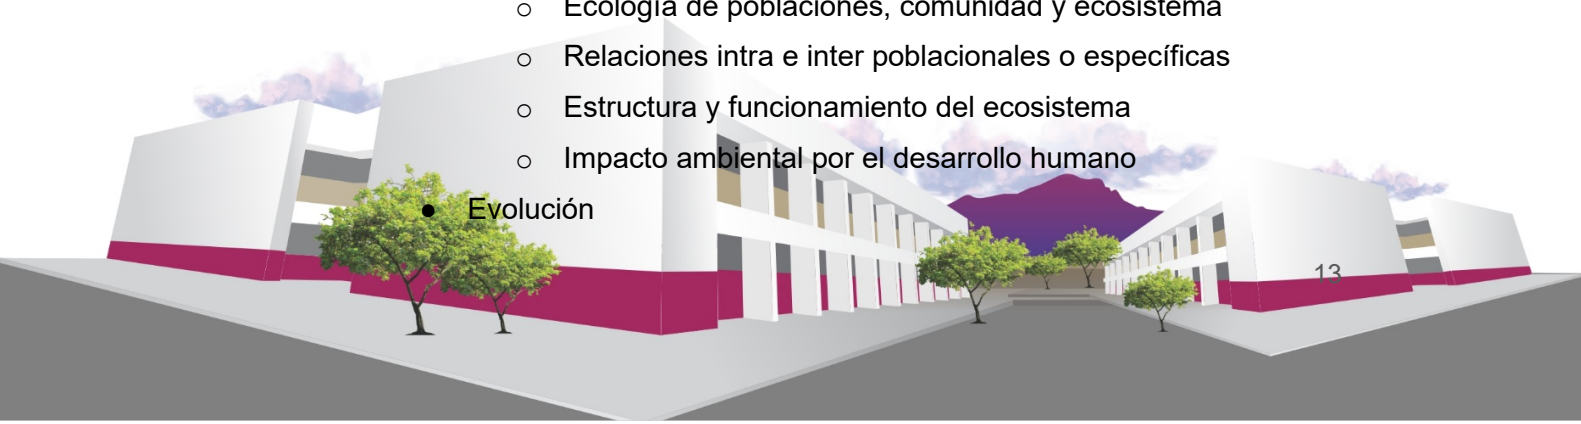 ○ Ecología de poblaciones, comunidad y ecosistema
○ Relaciones intra e inter poblacionales o específicas
○ Estructura y funcionamiento del ecosistema
○ Impacto ambiental por el desarrollo humano
● Evolución
13